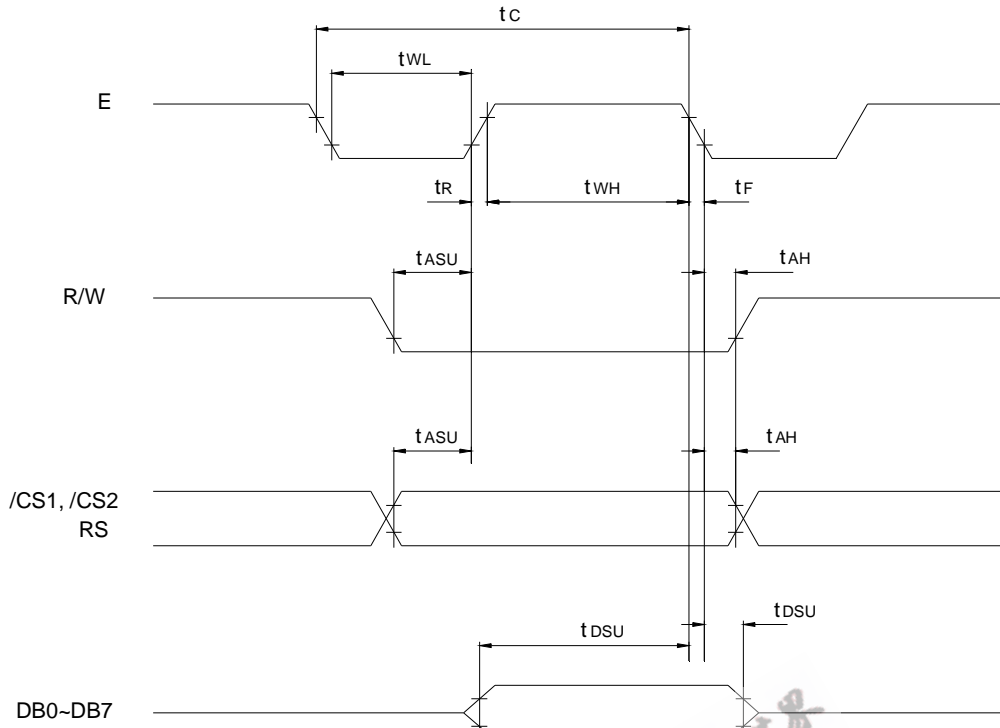 tC
tWL
E
tR
tWH
tF
tASU
tAH
R/W
tASU
tAH
/CS1, /CS2
RS
tDSU
tDSU
DB0~DB7